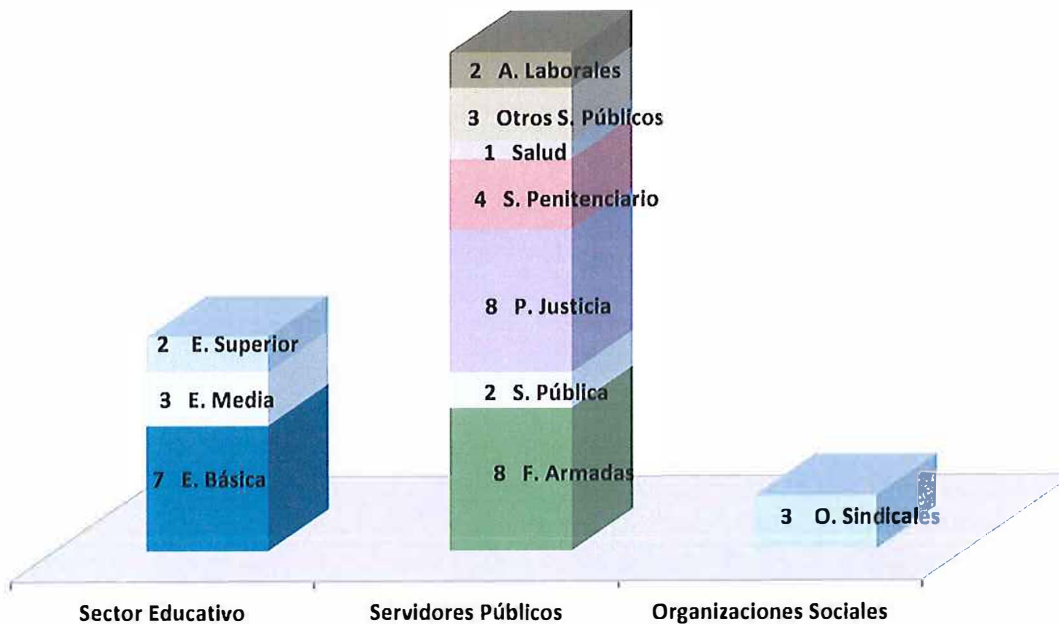 2 A. Laborales
3 Otros S. Públicos
1 Salud
4 S. Penitenciario
8 P. Justicia
2 S. Pública
8 F. Armadas
2 E. Superior
3 E. Media
7 E. Básica
3 O. Sindicales
Sector Educativo
Servidores Públicos
Organizaciones Sociales